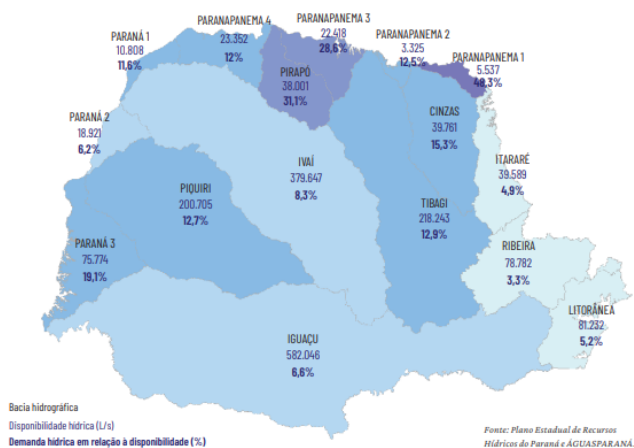 PARANAPANEMA 3
22.418
28,6%
PARANAPANEMA 4
23.352
12%
PARANÁ 1
10.808
11,6%
PARANAPANEMA 2
3.325
12,5%
PARANAPANEMA 1
5.537
48,3%
PIRAPÓ
38.001
31,1%
CINZAS
39.761
15,3%
PARANÁ 2
18.921
6,2%
ITARARÉ
39.589
4,9%
IVAÍ
379.647
8,3%
PIQUIRI
200.705
12,7%
TIBAGI
218.243
12,9%
PARANÁ 3
75.774
19,1%
RIBEIRA
78.782
3,3%
LITORÂNEA
81.232
5,2%
IGUAÇU
582.046
6,6%
Bacia hidrográfica
Disponibilidade hídrica (L/s)
Demanda hídrica em relação à disponibilidade (%)
Fonte: Plano Estadual de Recursos
Hídricos do Paraná e ÁGUASPARANÁ.